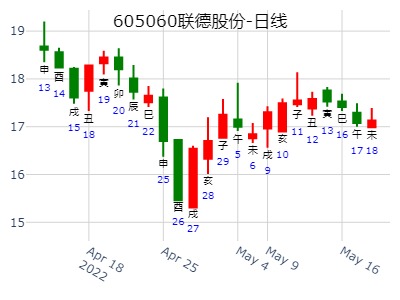 605060联德股份-日线
19
18
17
16
15
申
13
酉
14
戌
15
丑
18
寅
19
卯
20
辰
21
巳
22
申
25
酉
26
戌
27
亥
28
子
29
午
5
未
6
戌
9
亥
10
子
11
丑
12
寅
13
巳
16
午
17
未
18
Apr 18
2022
Apr 25
May 4
May 9
May 16